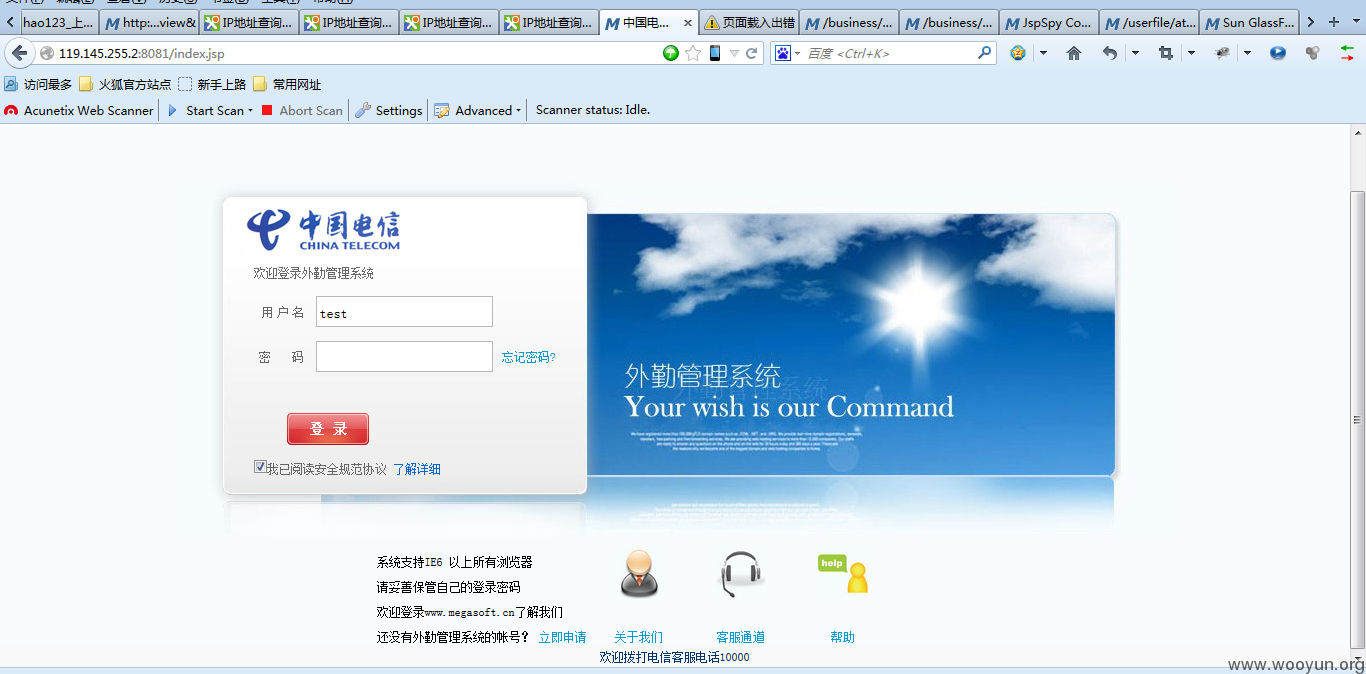 hao123_上...
http:...view&
IP地址查询...
IP地址查询...
IP地址查询...
IP地址查询...
中国电...
页面载入出错
/business/...
/business/...
JspSpy Co...
/userfile/at...
Sun GlassF...
119.145.255.2:8081/index.jsp
百度 <Ctrl+K>
访问最多
火狐官方站点
新手上路
常用网址
Acunetix Web Scanner
Start Scan
Abort Scan
Settings
Advanced
Scanner status: Idle.
中国电信
CHINA TELECOM
欢迎登录外勤管理系统
用户名
test
密 码
忘记密码?
登 录
我已阅读安全规范协议 了解详细
外勤管理系统
Your wish is our Command
系统支持IE6 以上所有浏览器
请妥善保管自己的登录密码
欢迎登录www.megasoft.cn了解我们
还没有外勤管理系统的帐号? 立即申请
help
关于我们
客服通道
帮助
欢迎拨打电信客服电话10000
www.wooyun.org